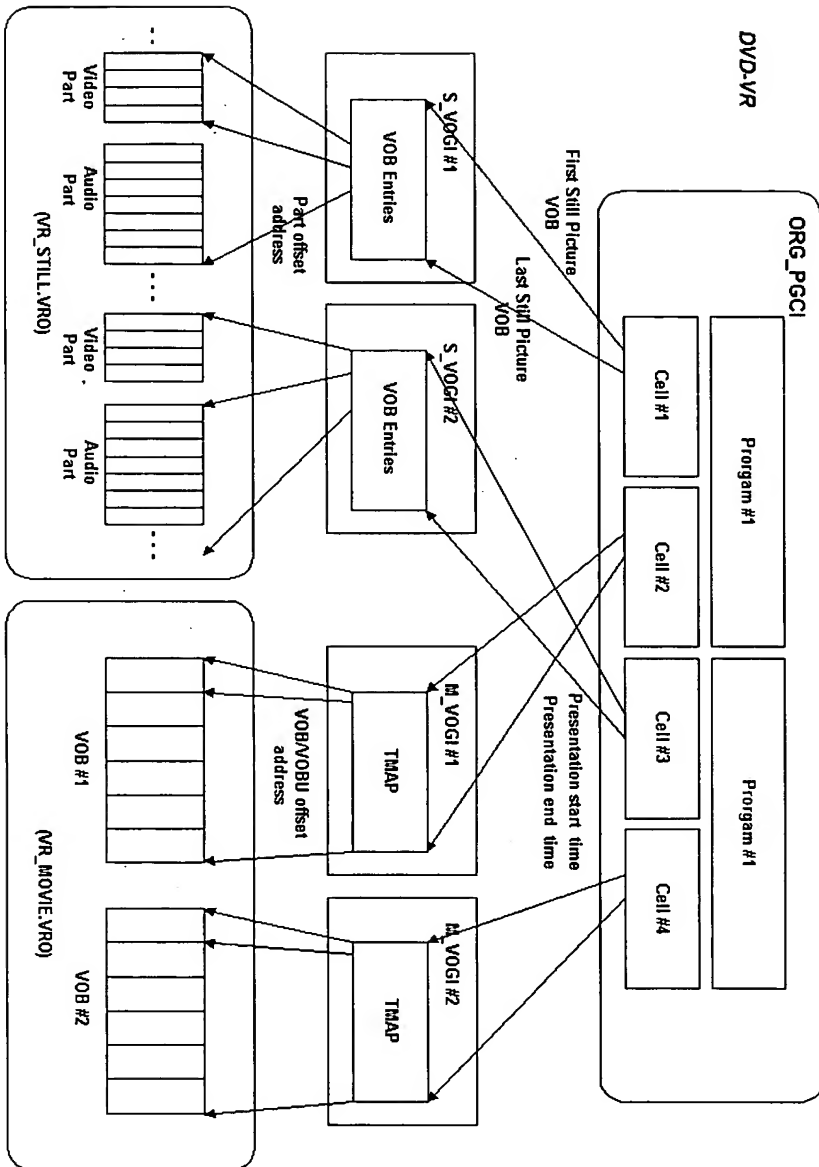 DVD-VR
ORG_PGCI
Prorgam #1
Prorgam #1
Cell #1
Cell #2
Cell #3
Cell #4
First Still Picture
VOB
Last Still Picture
VOB
Presentation start time
Presentation end time
S_VOGI #1
VOB Entries
S_VOGI #2
VOB Entries
M_VOGI #1
TMAP
M_VOGI #2
TMAP
Part offset
address
VOB/VOBU offset
address
...
Video
Part
Audio
Part
...
Video
Part
Audio
Part
...
(VR_STILL.VRO)
VOB #1
VOB #2
(VR_MOVIE.VRO)